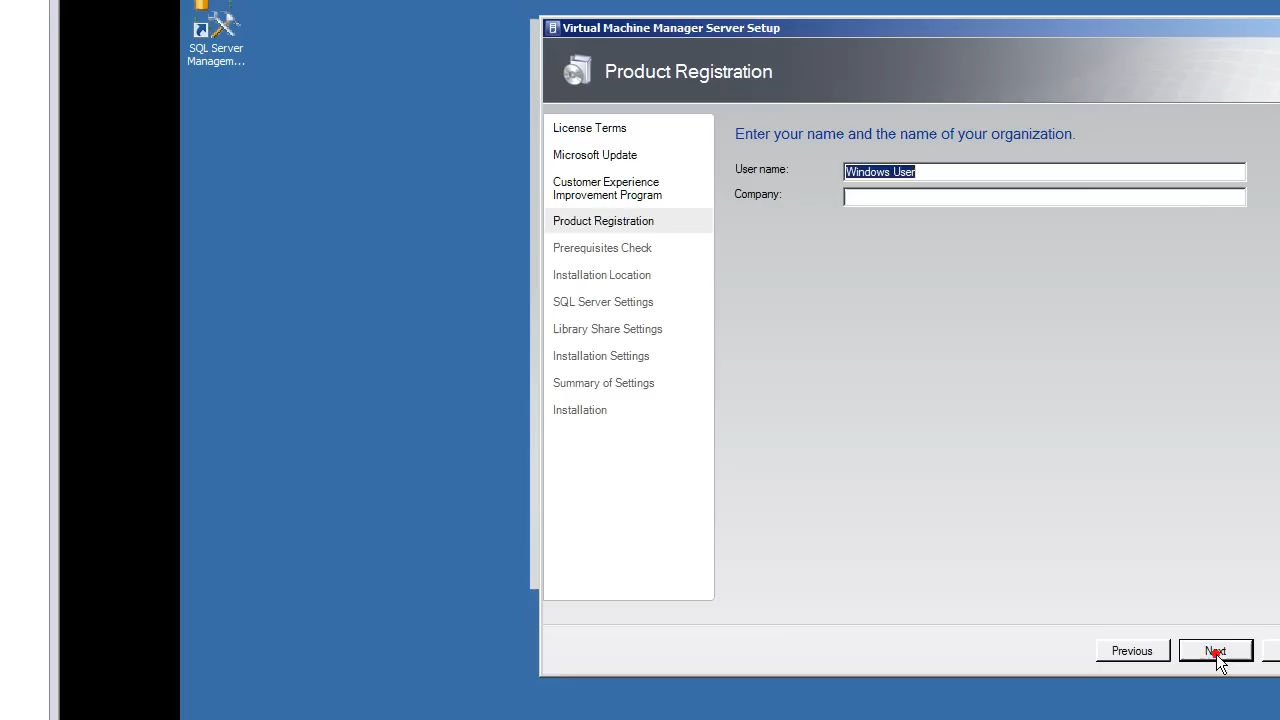 SQL Server
Managem...
Virtual Machine Manager Server Setup
Product Registration
License Terms
Microsoft Update
Customer Experience
Improvement Program
Product Registration
Prerequisites Check
Installation Location
SQL Server Settings
Library Share Settings
Installation Settings
Summary of Settings
Installation
Enter your name and the name of your organization.
User name:
Windows User
Company:
Previous
Next